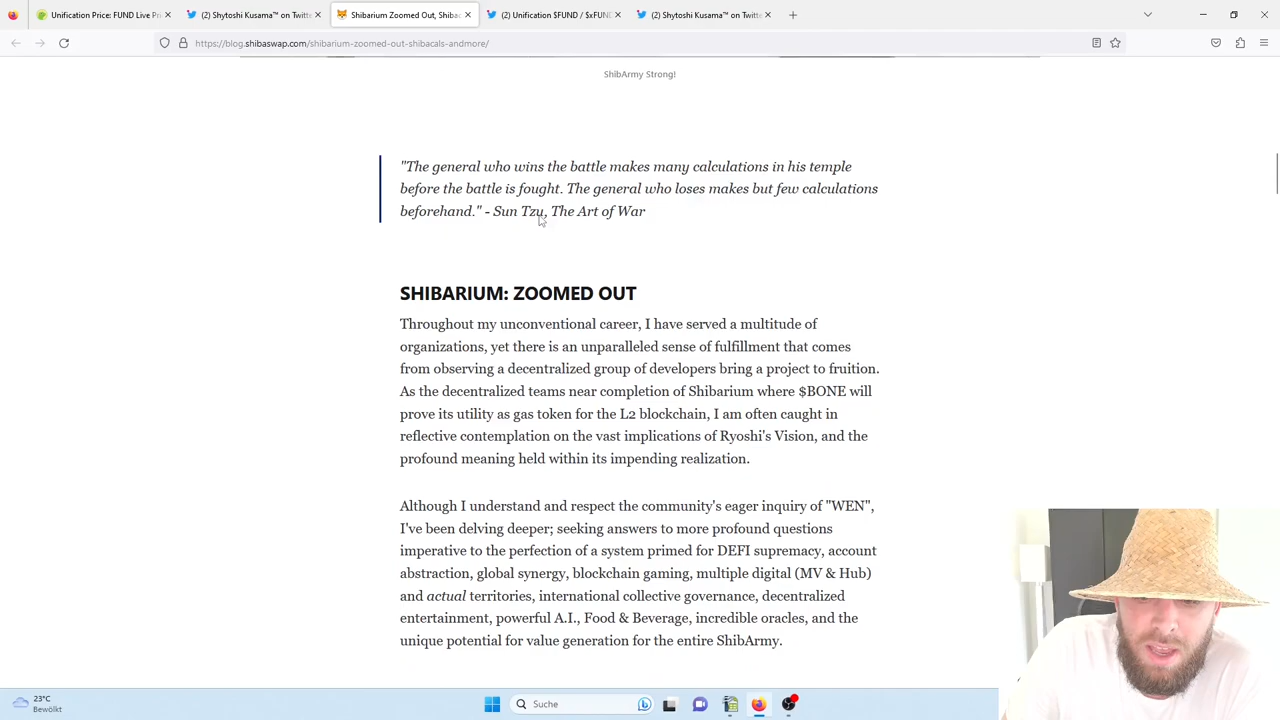 Unification Price: FUND Live Pri
(2) Shytoshi Kusama™ on Twitt
Shibarium Zoomed Out, Shibac
(2) Unification $FUND / $xFUND
(2) Shytoshi Kusama™ on Twitte
https://blog.shibaswap.com/shibarium-zoomed-out-shibacals-andmore/
ShibArmy Strong!
"The general who wins the battle makes many calculations in his temple
before the battle is fought. The general who loses makes but few calculations
beforehand." - Sun Tzu, The Art of War
SHIBARIUM: ZOOMED OUT
Throughout my unconventional career, I have served a multitude of
organizations, yet there is an unparalleled sense of fulfillment that comes
from observing a decentralized group of developers bring a project to fruition.
As the decentralized teams near completion of Shibarium where $BONE will
prove its utility as gas token for the L2 blockchain, I am often caught in
reflective contemplation on the vast implications of Ryoshi's Vision, and the
profound meaning held within its impending realization.
Although I understand and respect the community's eager inquiry of "WEN",
I've been delving deeper; seeking answers to more profound questions
imperative to the perfection of a system primed for DEFI supremacy, account
abstraction, global synergy, blockchain gaming, multiple digital (MV & Hub)
and actual territories, international collective governance, decentralized
entertainment, powerful A.I., Food & Beverage, incredible oracles, and the
unique potential for value generation for the entire ShibArmy.
23°C
Bewölkt
Suche